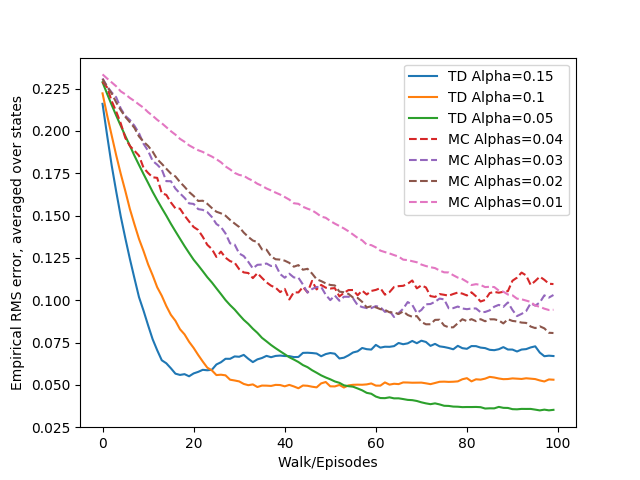 TD Alpha=0.15
TD Alpha=0.1
TD Alpha=0.05
MC Alphas=0.04
MC Alphas=0.03
MC Alphas=0.02
MC Alphas=0.01
Empirical RMS error, averaged over states
0.225
0.200
0.175
0.150
0.125
0.100
0.075
0.050
0.025
0
20
40
60
80
100
Walk/Episodes